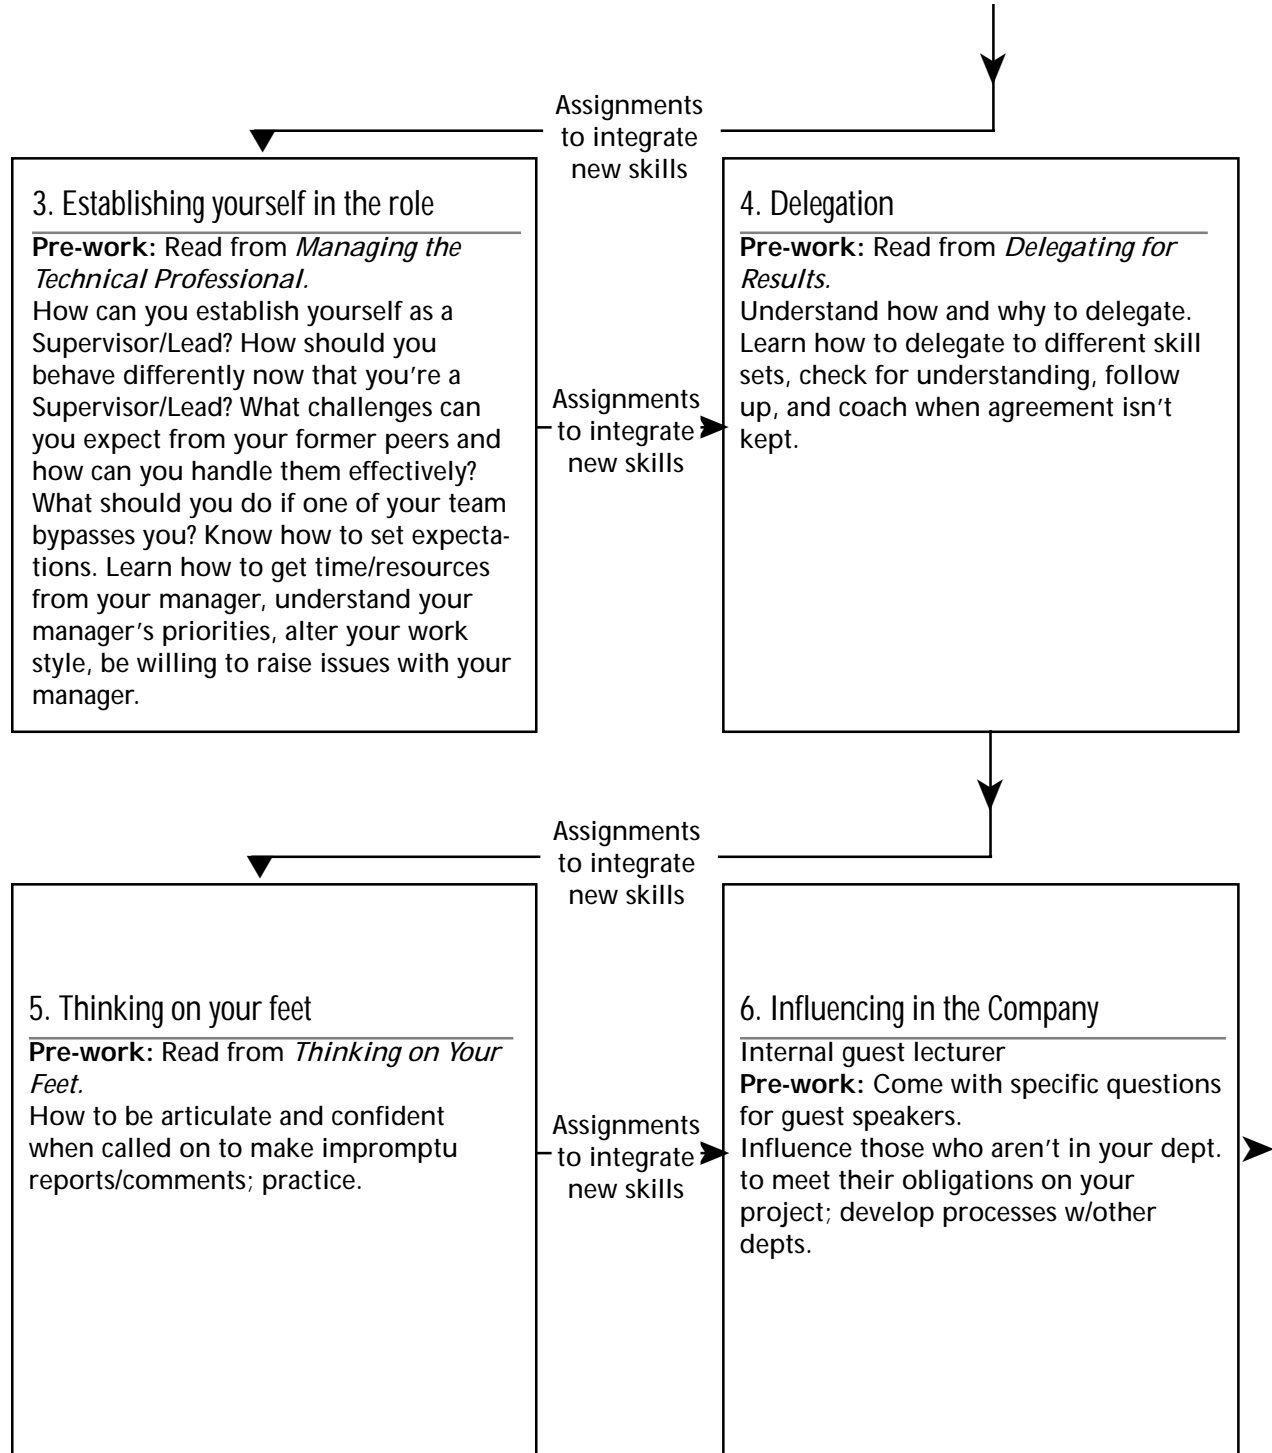 Assignments
to integrate
new skills
3. Establishing yourself in the role
Pre-work: Read from Managing the
Technical Professional.
How can you establish yourself as a
Supervisor/Lead? How should you
behave differently now that you're a
Supervisor/Lead? What challenges can
you expect from your former peers and
how can you handle them effectively?
What should you do if one of your team
bypasses you? Know how to set expecta-
tions. Learn how to get time/resources
from your manager, understand your
manager's priorities, alter your work
style, be willing to raise issues with your
manager.
Assignments
to integrate
new skills
4. Delegation
Pre-work: Read from Delegating for
Results.
Understand how and why to delegate.
Learn how to delegate to different skill
sets, check for understanding, follow
up, and coach when agreement isn't
kept.
Assignments
to integrate
new skills
5. Thinking on your feet
Pre-work: Read from Thinking on Your
Feet.
How to be articulate and confident
when called on to make impromptu
reports/comments; practice.
Assignments
to integrate
new skills
6. Influencing in the Company
Internal guest lecturer
Pre-work: Come with specific questions
for guest speakers.
Influence those who aren't in your dept.
to meet their obligations on your
project; develop processes w/other
depts.